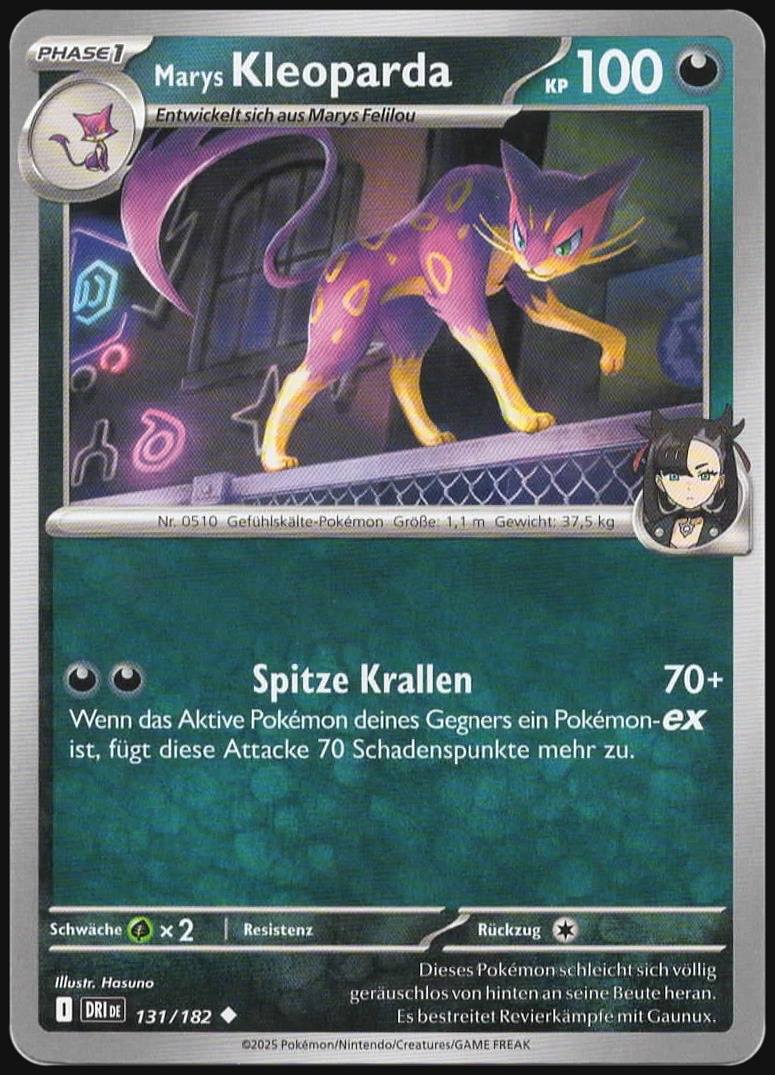 PHASE 1
Marys Kleoparda
KP 100
Entwickelt sich aus Marys Felilou
Nr. 0510 Gefühlskälte-Pokémon Größe: 1,1 m Gewicht: 37,5 kg
Spitze Krallen 70+
Wenn das Aktive Pokémon deines Gegners ein Pokémon-ex
ist, fügt diese Attacke 70 Schadenspunkte mehr zu.
Schwäche ×2 | Resistenz Rückzug
Illustr. Hasuno
Dieses Pokémon schleicht sich völlig
geräuschlos von hinten an seine Beute heran.
Es bestreitet Revierkämpfe mit Gaunux.
I DRI DE 131/182
©2025 Pokémon/Nintendo/Creatures/GAME FREAK